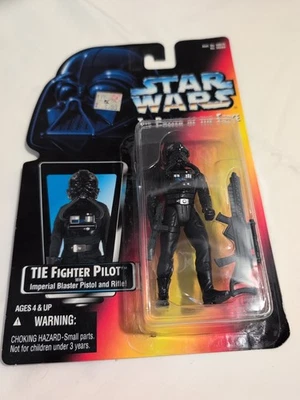 STAR
WARS
THE POWER OF THE FORCE
TIE FIGHTER PILOT
WITH
Imperial Blaster Pistol and Rifle!
AGES 4 & UP
WARNING:
CHOKING HAZARD-Small parts.
Not for children under 3 years.